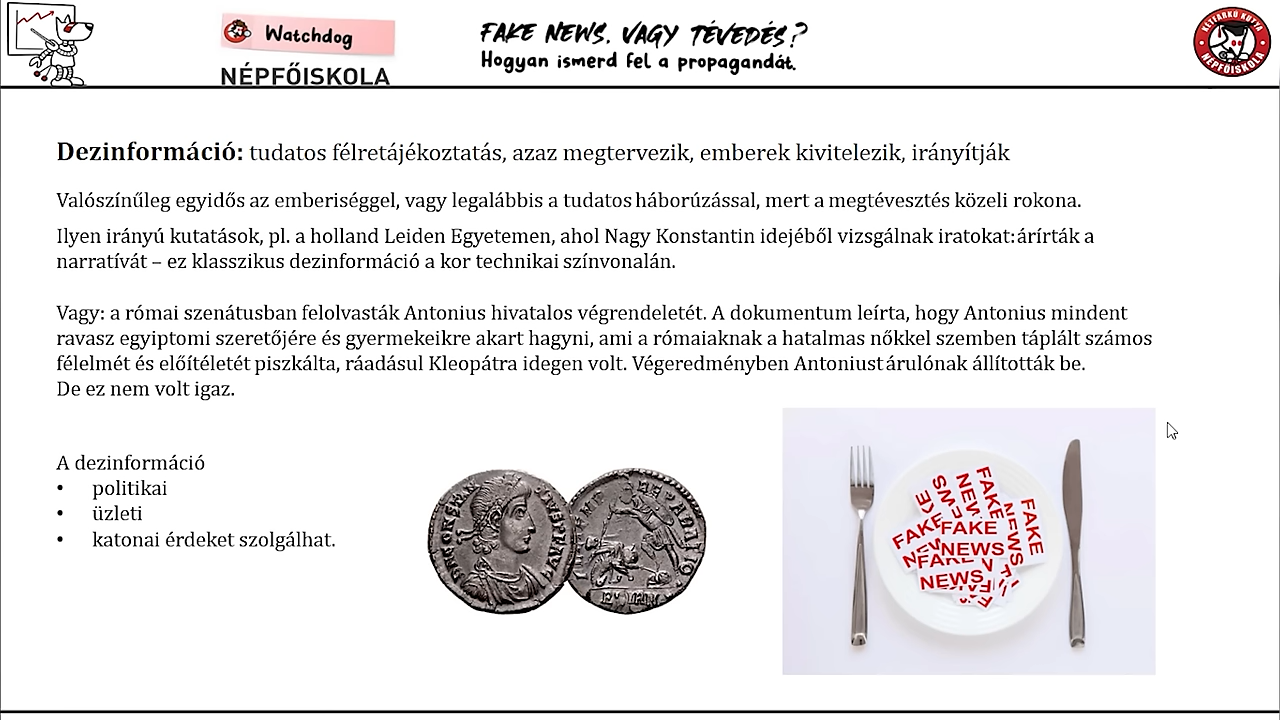 Watchdog
NÉPFŐISKOLA
FAKE NEWS, VAGY TÉVEDÉS?
Hogyan ismerd fel a propagandát.
KÉTFARKÚ KUTYA
NÉPFŐISKOLA
Dezinformáció: tudatos félretájékoztatás, azaz megtervezik, emberek kivitelezik, irányítják
Valószínűleg egyidős az emberiséggel, vagy legalábbis a tudatos háborúzással, mert a megtévesztés közeli rokona.
Ilyen irányú kutatások, pl. a holland Leiden Egyetemen, ahol Nagy Konstantin idejéből vizsgálnak iratokat: árírták a
narratívát – ez klasszikus dezinformáció a kor technikai színvonalán.
Vagy: a római szenátusban felolvasták Antonius hivatalos végrendeletét. A dokumentum leírta, hogy Antonius mindent
ravasz egyiptomi szeretőjére és gyermekeikre akart hagyni, ami a rómaiaknak a hatalmas nőkkel szemben táplált számos
félelmét és előítéletét piszkálta, ráadásul Kleopátra idegen volt. Végeredményben Antoniust árulónak állították be.
De ez nem volt igaz.
A dezinformáció
• politikai
• üzleti
• katonai érdeket szolgálhat.
FAKE
NEWS
FAKE
NEWS
FAKE
NEWS
FAKE
NEWS